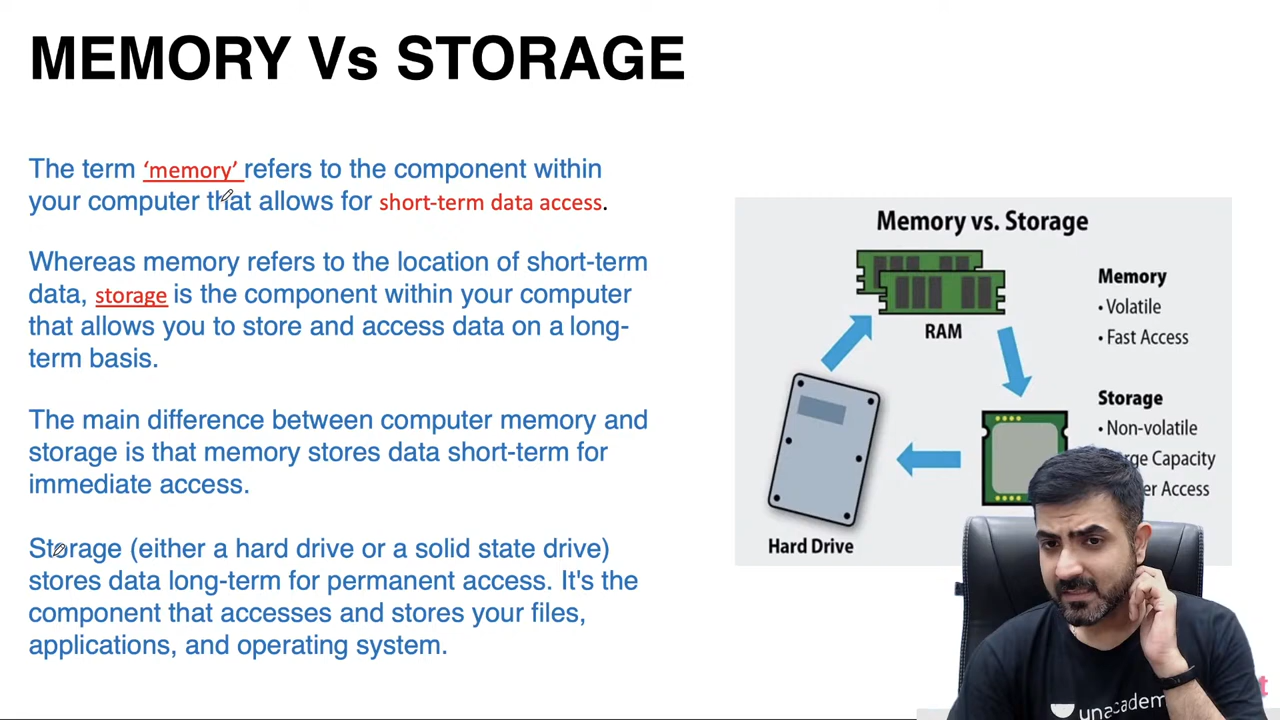 MEMORY Vs STORAGE
The term ‘memory’ refers to the component within
your computer that allows for short-term data access.
Whereas memory refers to the location of short-term
data, storage is the component within your computer
that allows you to store and access data on a long-
term basis.
The main difference between computer memory and
storage is that memory stores data short-term for
immediate access.
Storage (either a hard drive or a solid state drive)
stores data long-term for permanent access. It's the
component that accesses and stores your files,
applications, and operating system.
Memory vs. Storage
RAM
Memory
• Volatile
• Fast Access
Storage
• Non-volatile
Capacity
Access
Hard Drive